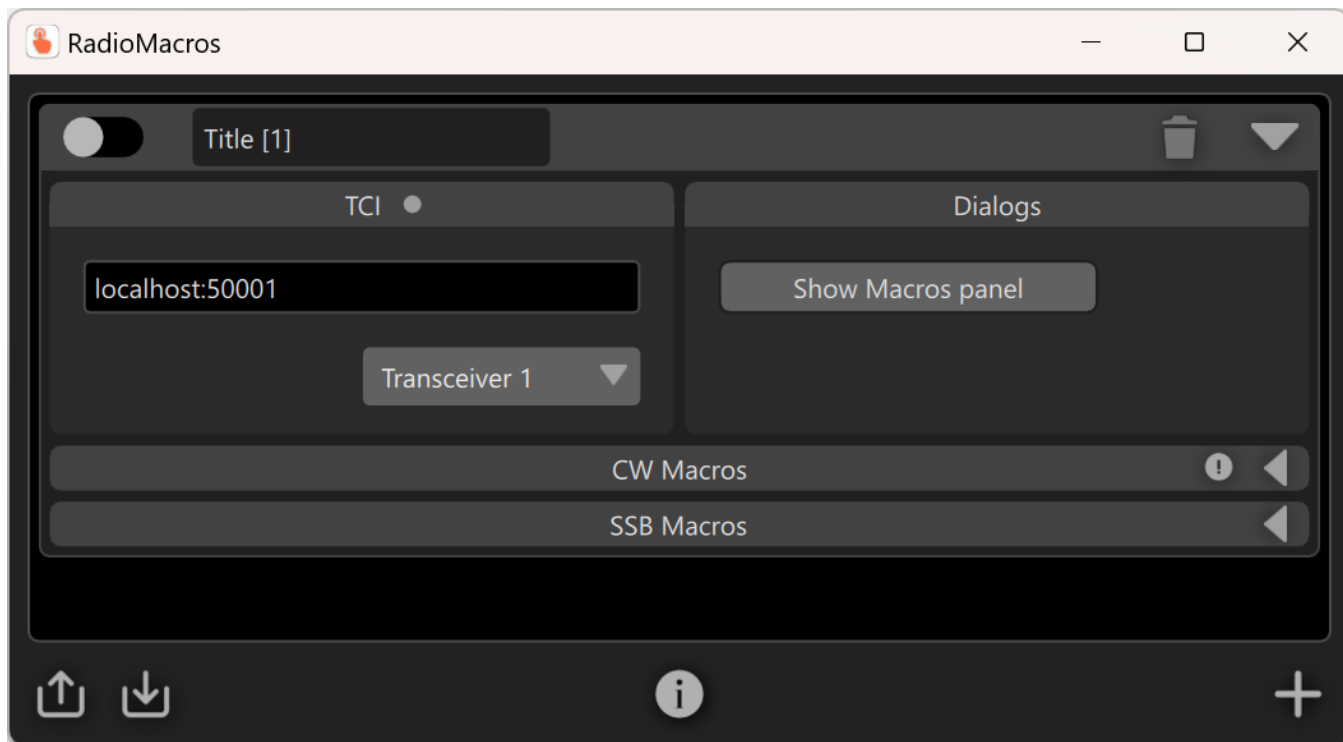 RadioMacros
Title [1]
TCI
Dialogs
localhost:50001
Show Macros panel
Transceiver 1
CW Macros
SSB Macros